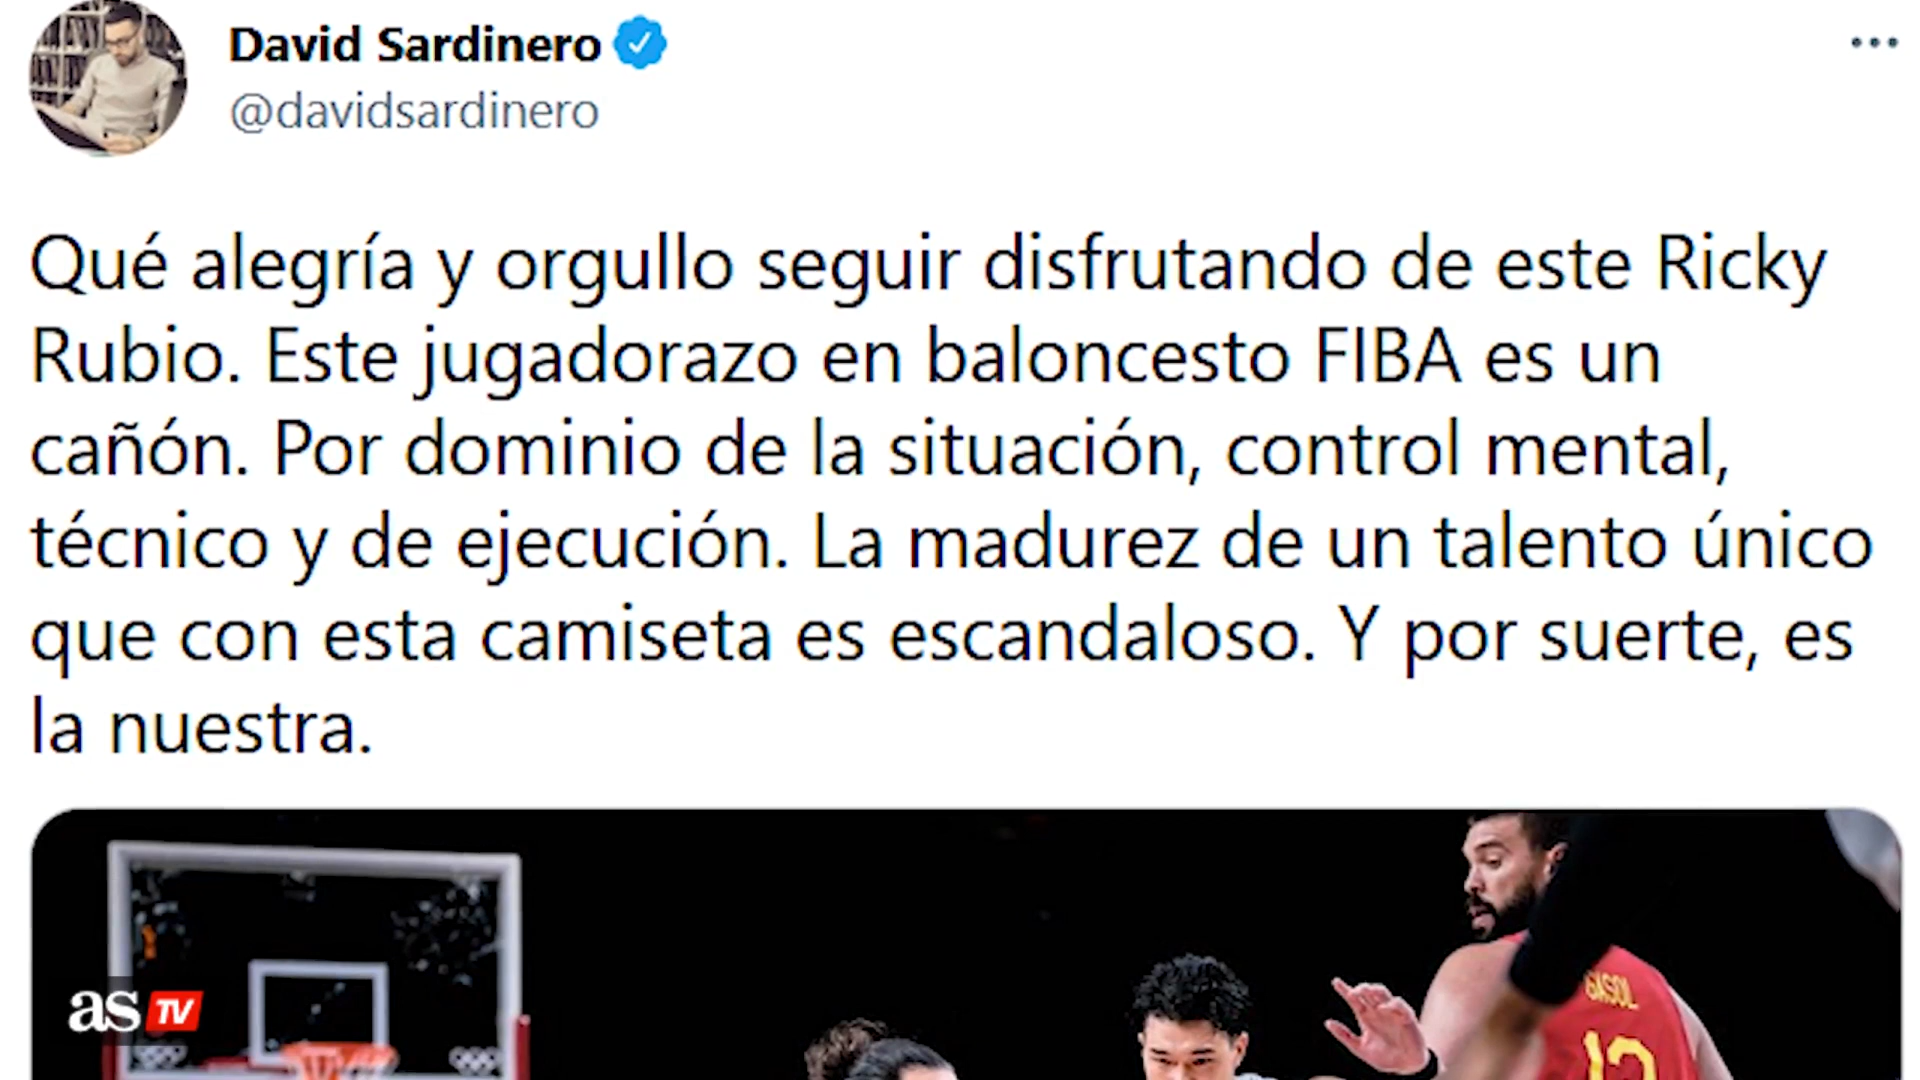 David Sardinero
@davidsardinero
Qué alegría y orgullo seguir disfrutando de este Ricky
Rubio. Este jugadorazo en baloncesto FIBA es un
cañón. Por dominio de la situación, control mental,
técnico y de ejecución. La madurez de un talento único
que con esta camiseta es escandaloso. Y por suerte, es
la nuestra.
GASOL
13
as TV